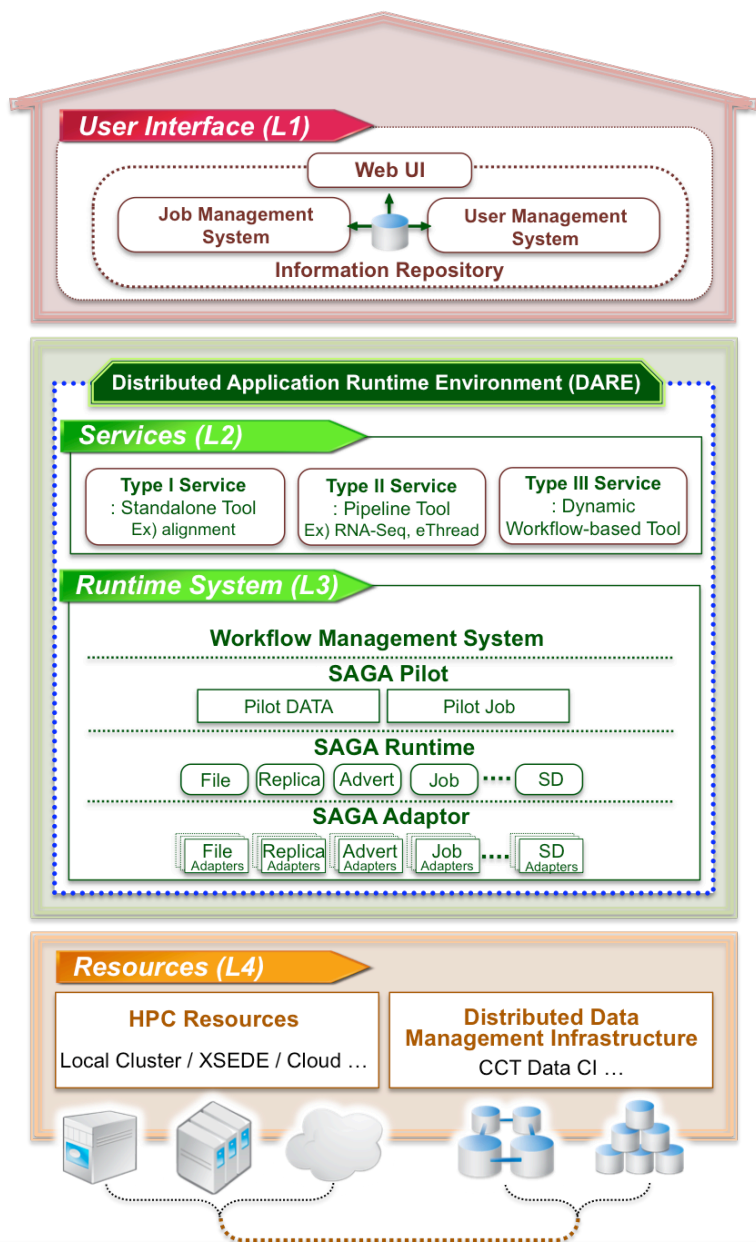 User Interface (L1)
Web UI
Job Management
System
User Management
System
Information Repository
Distributed Application Runtime Environment (DARE)
Services (L2)
Type I Service
: Standalone Tool
Ex) alignment
Type II Service
: Pipeline Tool
Ex) RNA-Seq, eThread
Type III Service
: Dynamic
Workflow-based Tool
Runtime System (L3)
Workflow Management System
SAGA Pilot
Pilot DATA
Pilot Job
SAGA Runtime
File
Replica
Advert
Job
SD
SAGA Adaptor
File
Adapters
Replica
Adapters
Advert
Adapters
Job
Adapters
SD
Adapters
Resources (L4)
HPC Resources
Local Cluster / XSEDE / Cloud …
Distributed Data
Management Infrastructure
CCT Data CI …